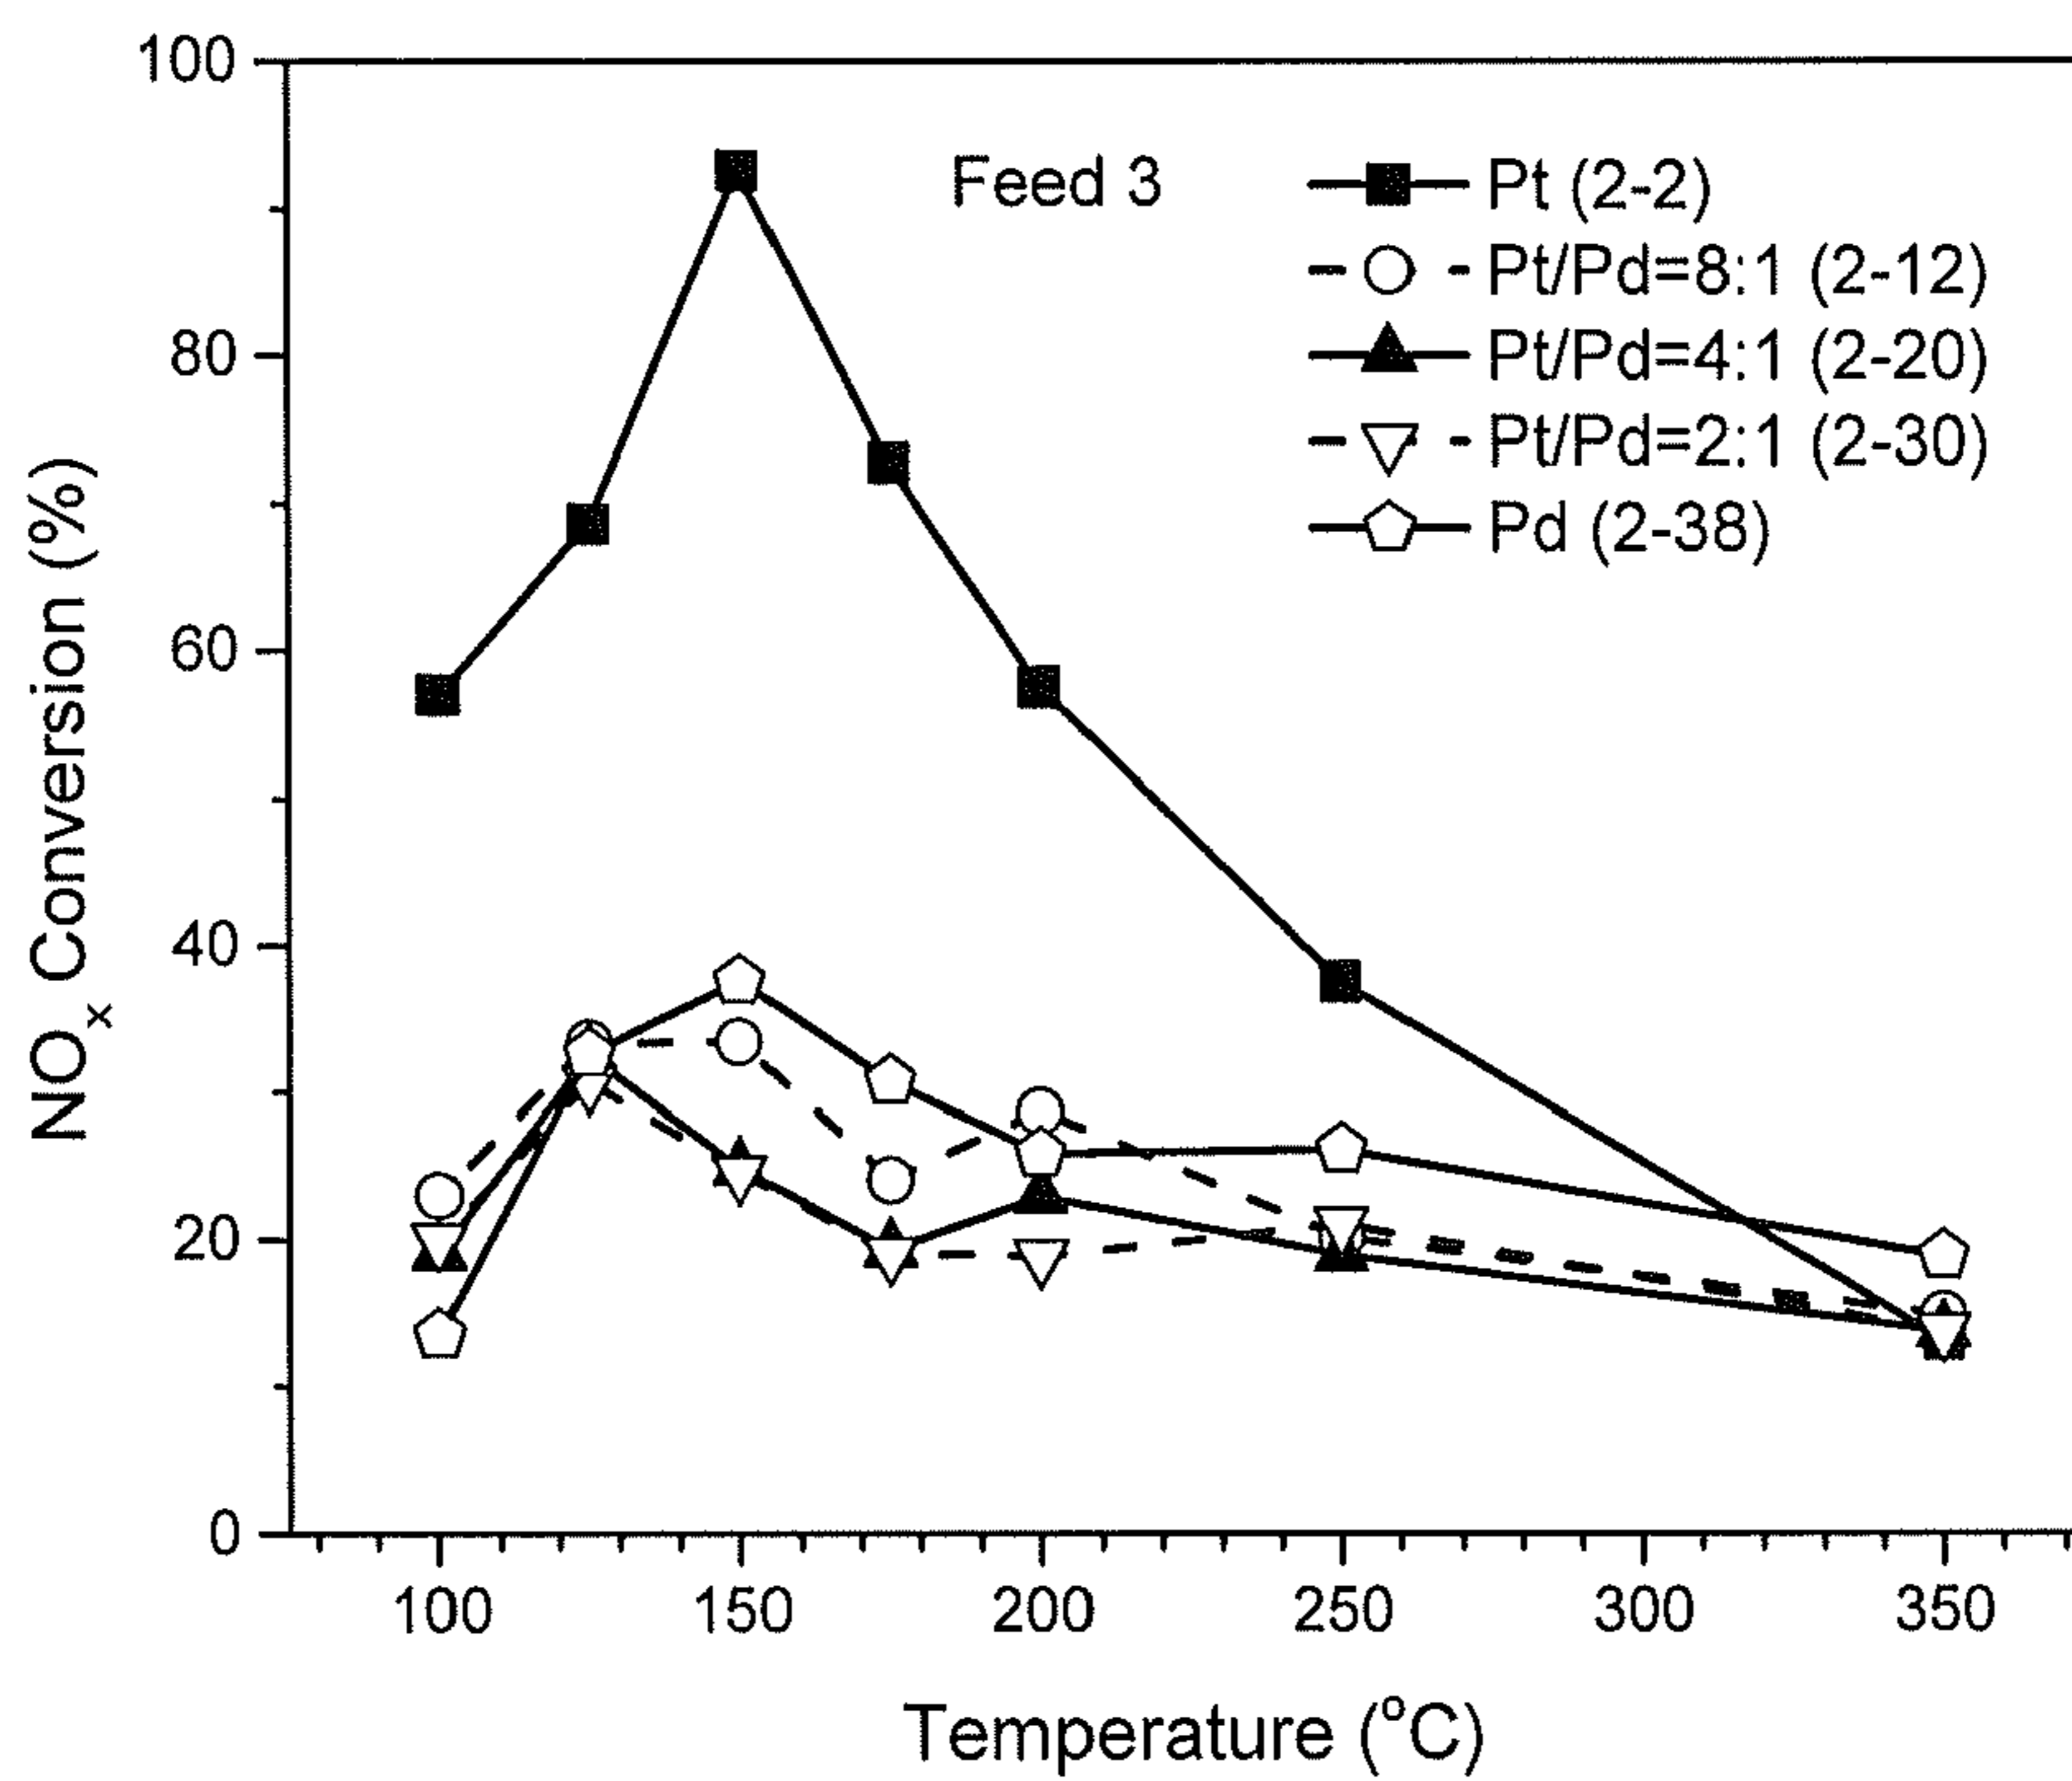 100
80
60
40
20
0
NOx Conversion (%)
Feed 3
Pt (2-2)
Pt/Pd=8:1 (2-12)
Pt/Pd=4:1 (2-20)
Pt/Pd=2:1 (2-30)
Pd (2-38)
100 150 200 250 300 350
Temperature (°C)